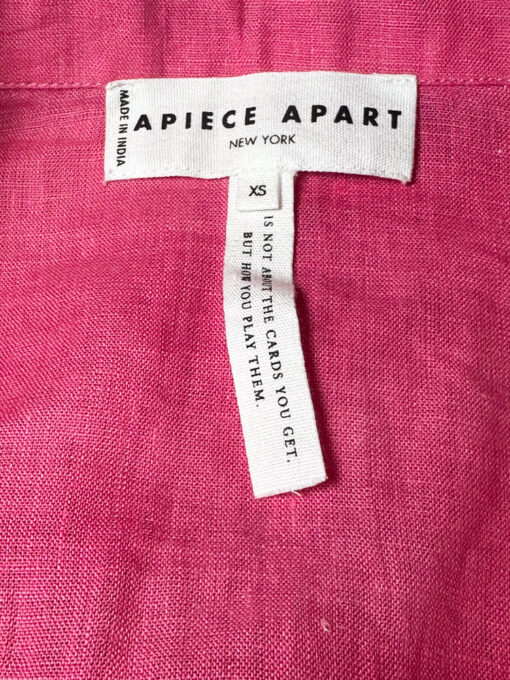 MADE IN INDIA
APIECE APART
NEW YORK
XS
IS NOT ABOUT THE CARDS YOU GET,
BUT HOW YOU PLAY THEM.